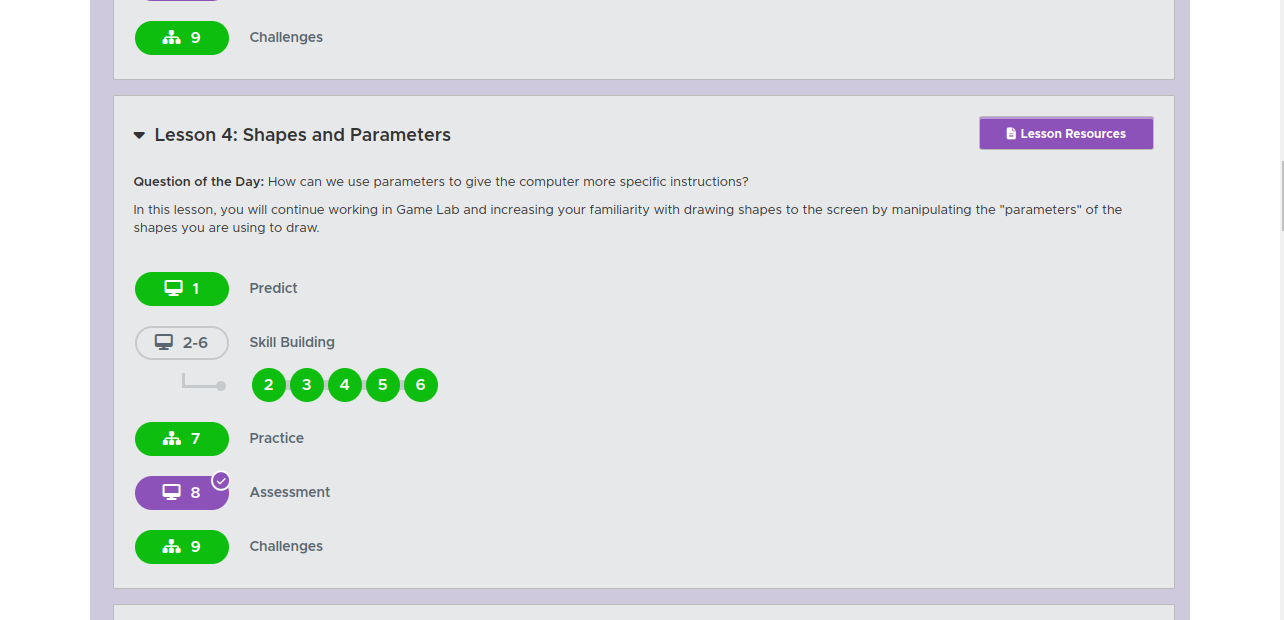 9 Challenges
Lesson 4: Shapes and Parameters
Lesson Resources
Question of the Day: How can we use parameters to give the computer more specific instructions?
In this lesson, you will continue working in Game Lab and increasing your familiarity with drawing shapes to the screen by manipulating the "parameters" of the
shapes you are using to draw.
1 Predict
2-6 Skill Building
2 3 4 5 6
7 Practice
8 Assessment
9 Challenges